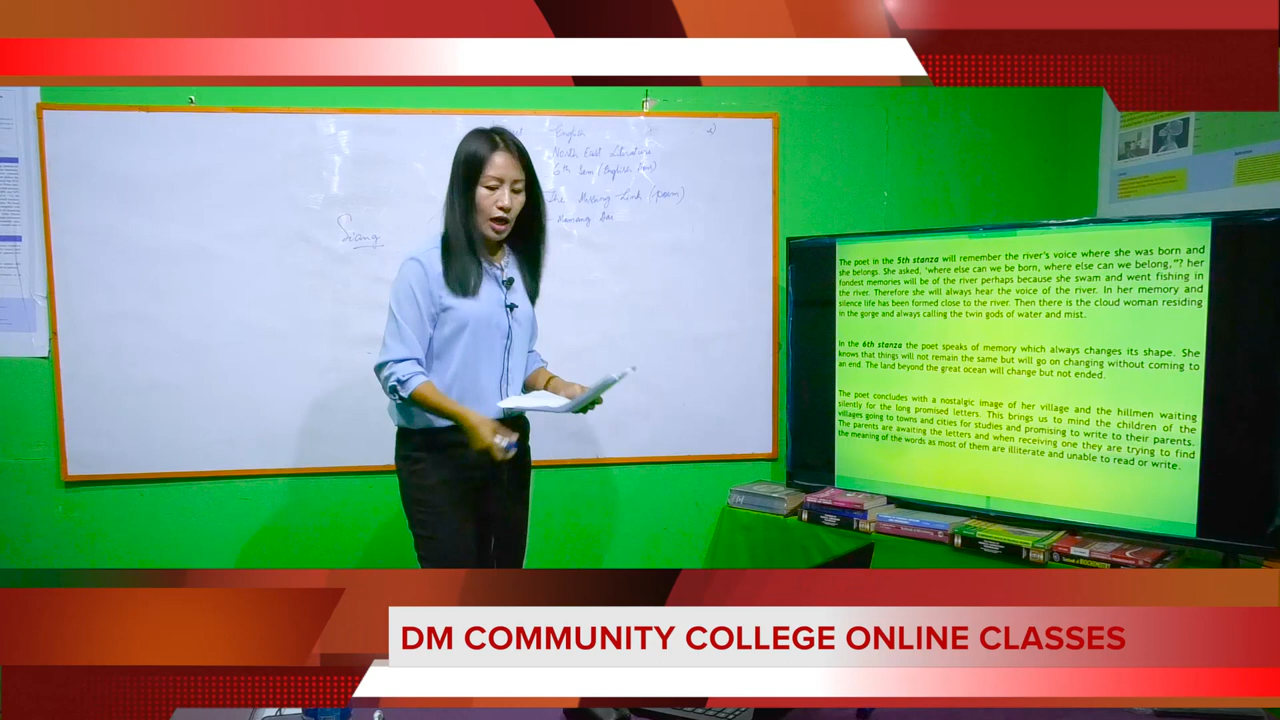 English
North East Literature
6th Sem (English
The Missing Link (poem)
- Mamang Dai
Siang
The poet in the 5th stanza will remember the river's voice where she was born and
she belongs. She asked, 'where else can we be born, where else can we belong,"? her
fondest memories will be of the river perhaps because she swam and went fishing in
the river. Therefore she will always hear the voice of the river. In her memory and
silence life has been formed close to the river. Then there is the cloud woman residing
in the gorge and always calling the twin gods of water and mist.
In the 6th stanza the poet speaks of memory which always changes its shape. She
knows that things will not remain the same but will go on changing without coming to
an end. The land beyond the great ocean will change but not ended.
The poet concludes with a nostalgic image of her village and the hillmen waiting
silently for the long promised letters. This brings us to mind the children of the
villages going to towns and cities for studies and promising to write to their parents.
The parents are awaiting the letters and when receiving one they are trying to find
the meaning of the words as most of them are illiterate and unable to read or write.
BIOCHEMISTRY
DM COMMUNITY COLLEGE ONLINE CLASSES